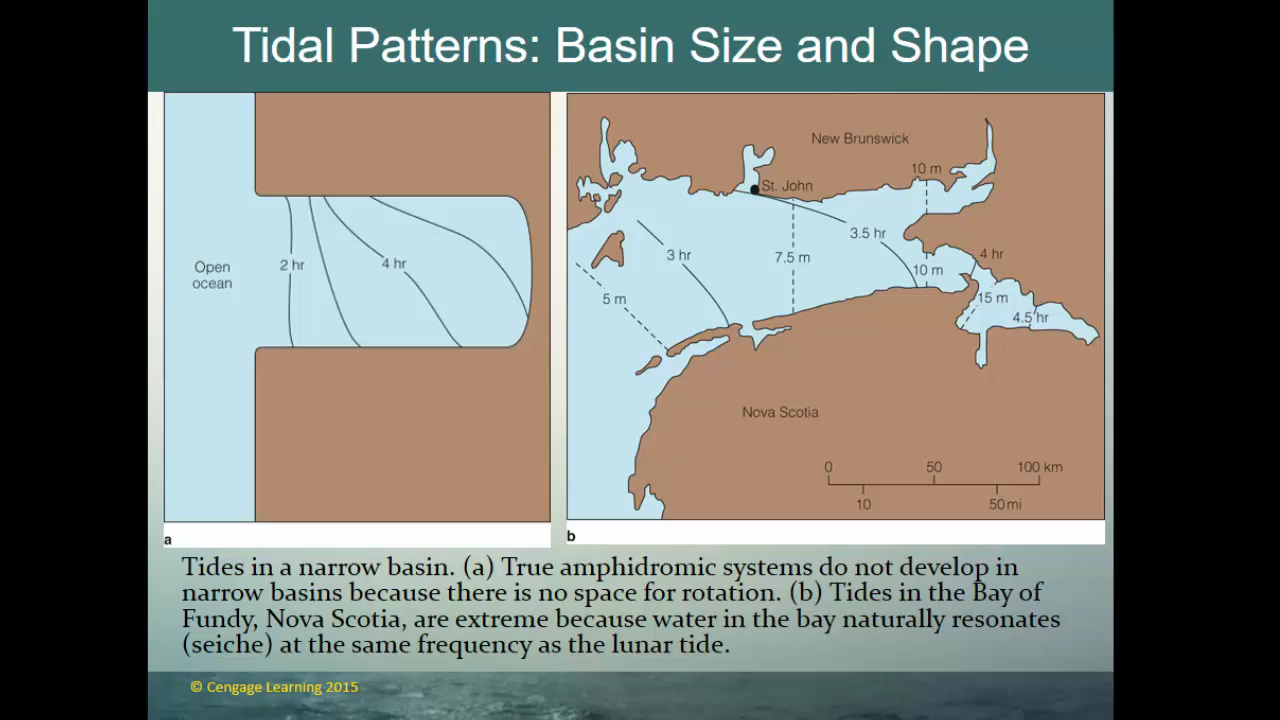 Tidal Patterns: Basin Size and Shape
Open
ocean
2 hr
4 hr
a
New Brunswick
10 m
St. John
3.5 hr
3 hr
7.5 m
4 hr
10 m
5 m
15 m
4.5 hr
Nova Scotia
0 50 100 km
10 50 mi
b
Tides in a narrow basin. (a) True amphidromic systems do not develop in
narrow basins because there is no space for rotation. (b) Tides in the Bay of
Fundy, Nova Scotia, are extreme because water in the bay naturally resonates
(seiche) at the same frequency as the lunar tide.
© Cengage Learning 2015